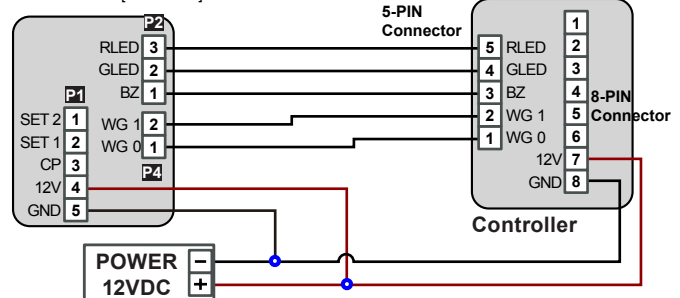 5-PIN
Connector
P2
RLED 3
GLED 2
BZ 1
P1
SET 2 1
SET 1 2
CP 3
12V 4
GND 5
WG 1 2
WG 0 1
P4
5 RLED
4 GLED
3 BZ
2 WG 1
1 WG 0
1
2
3
4
5
6
12V 7
GND 8
8-PIN
Connector
Controller
POWER −
12VDC +